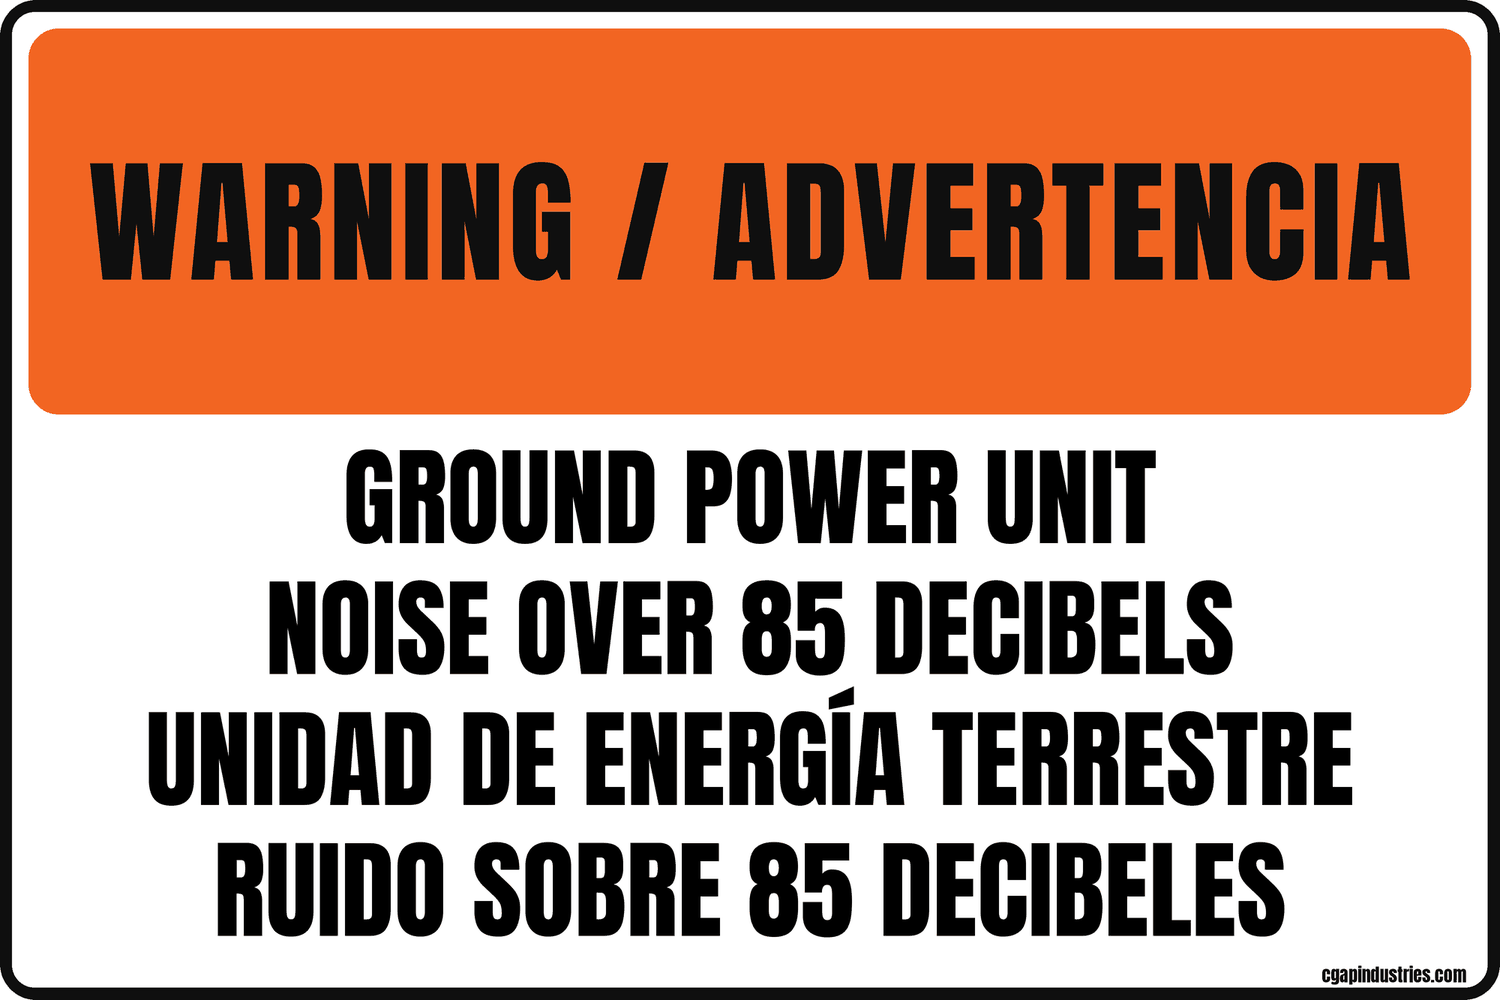 WARNING / ADVERTENCIA
GROUND POWER UNIT
NOISE OVER 85 DECIBELS
UNIDAD DE ENERGÍA TERRESTRE
RUIDO SOBRE 85 DECIBELES
cgapindustries.com